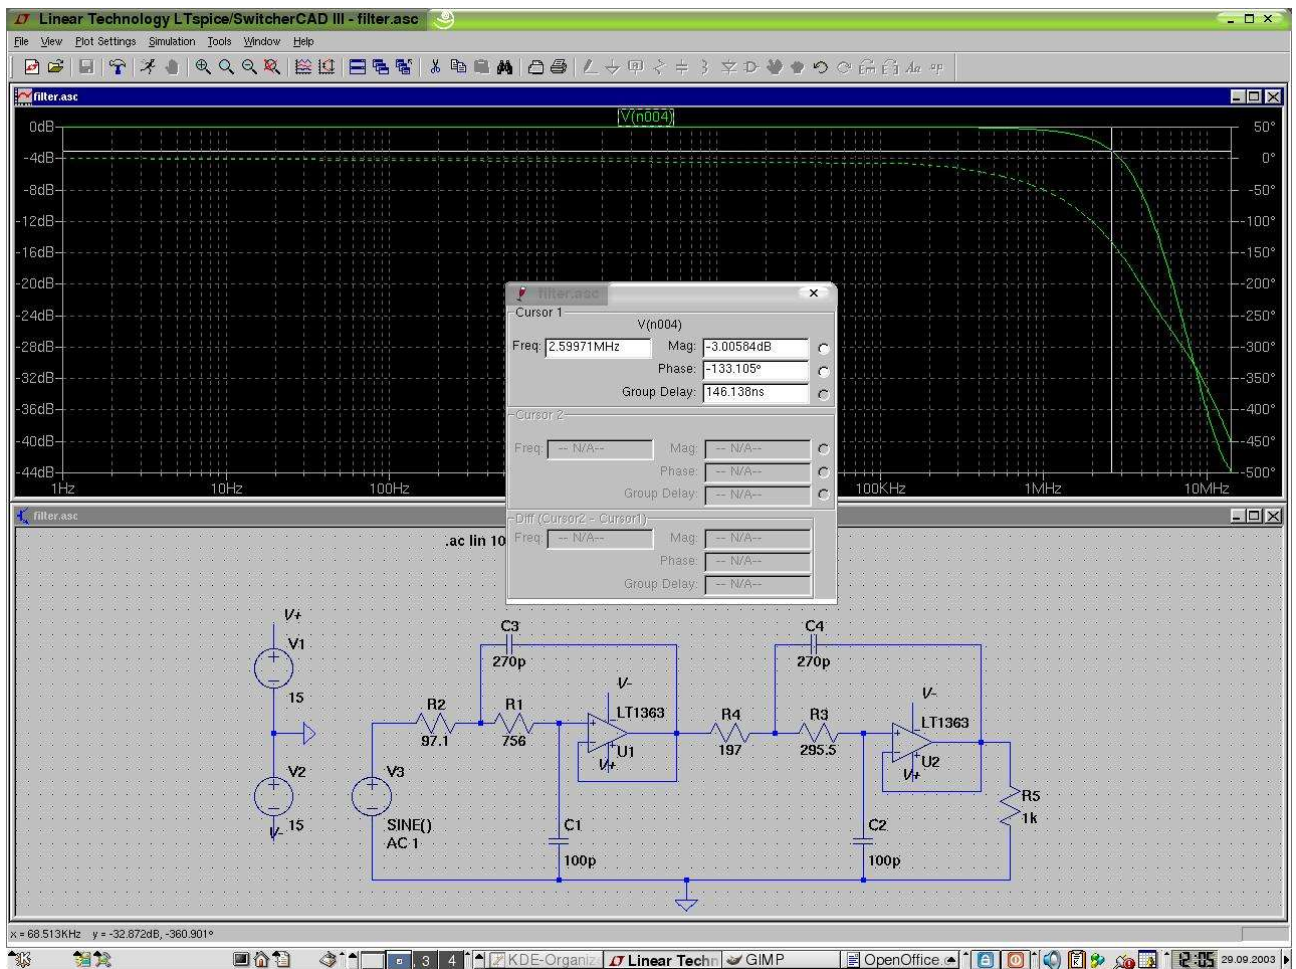 Linear Technology LTspice/SwitcherCAD III - filter.asc
File View Plot Settings Simulation Tools Window Help
filter.asc
V(n004)
0dB
-4dB
-8dB
-12dB
-16dB
-20dB
-24dB
-28dB
-32dB
-36dB
-40dB
-44dB
50°
0°
-50°
-100°
-150°
-200°
-250°
-300°
-350°
-400°
-450°
-500°
1Hz 10Hz 100Hz 100KHz 1MHz 10MHz
filter.asc
Cursor 1
V(n004)
Freq: 2.59971MHz Mag: -3.00584dB
Phase: -133.105°
Group Delay: 146.138ns
Cursor 2
Freq: -- N/A-- Mag: -- N/A--
Phase: -- N/A--
Group Delay: -- N/A--
Diff (Cursor2 - Cursor1)
Freq: -- N/A-- Mag: -- N/A--
Phase: -- N/A--
Group Delay: -- N/A--
filter.asc
.ac lin 10
V+
V1
15
V2
15
V-
V3
SINE()
AC 1
R2
97.1
R1
756
C3
270p
V-
LT1363
U1
V+
C1
100p
R4
197
R3
295.5
C4
270p
V-
LT1363
U2
V+
C2
100p
R5
1k
x = 68.513KHz y = -32.872dB, -360.901°
3 4 KDE-Organiz Linear Techn GIMP OpenOffice.o 12:05 29.09.2003